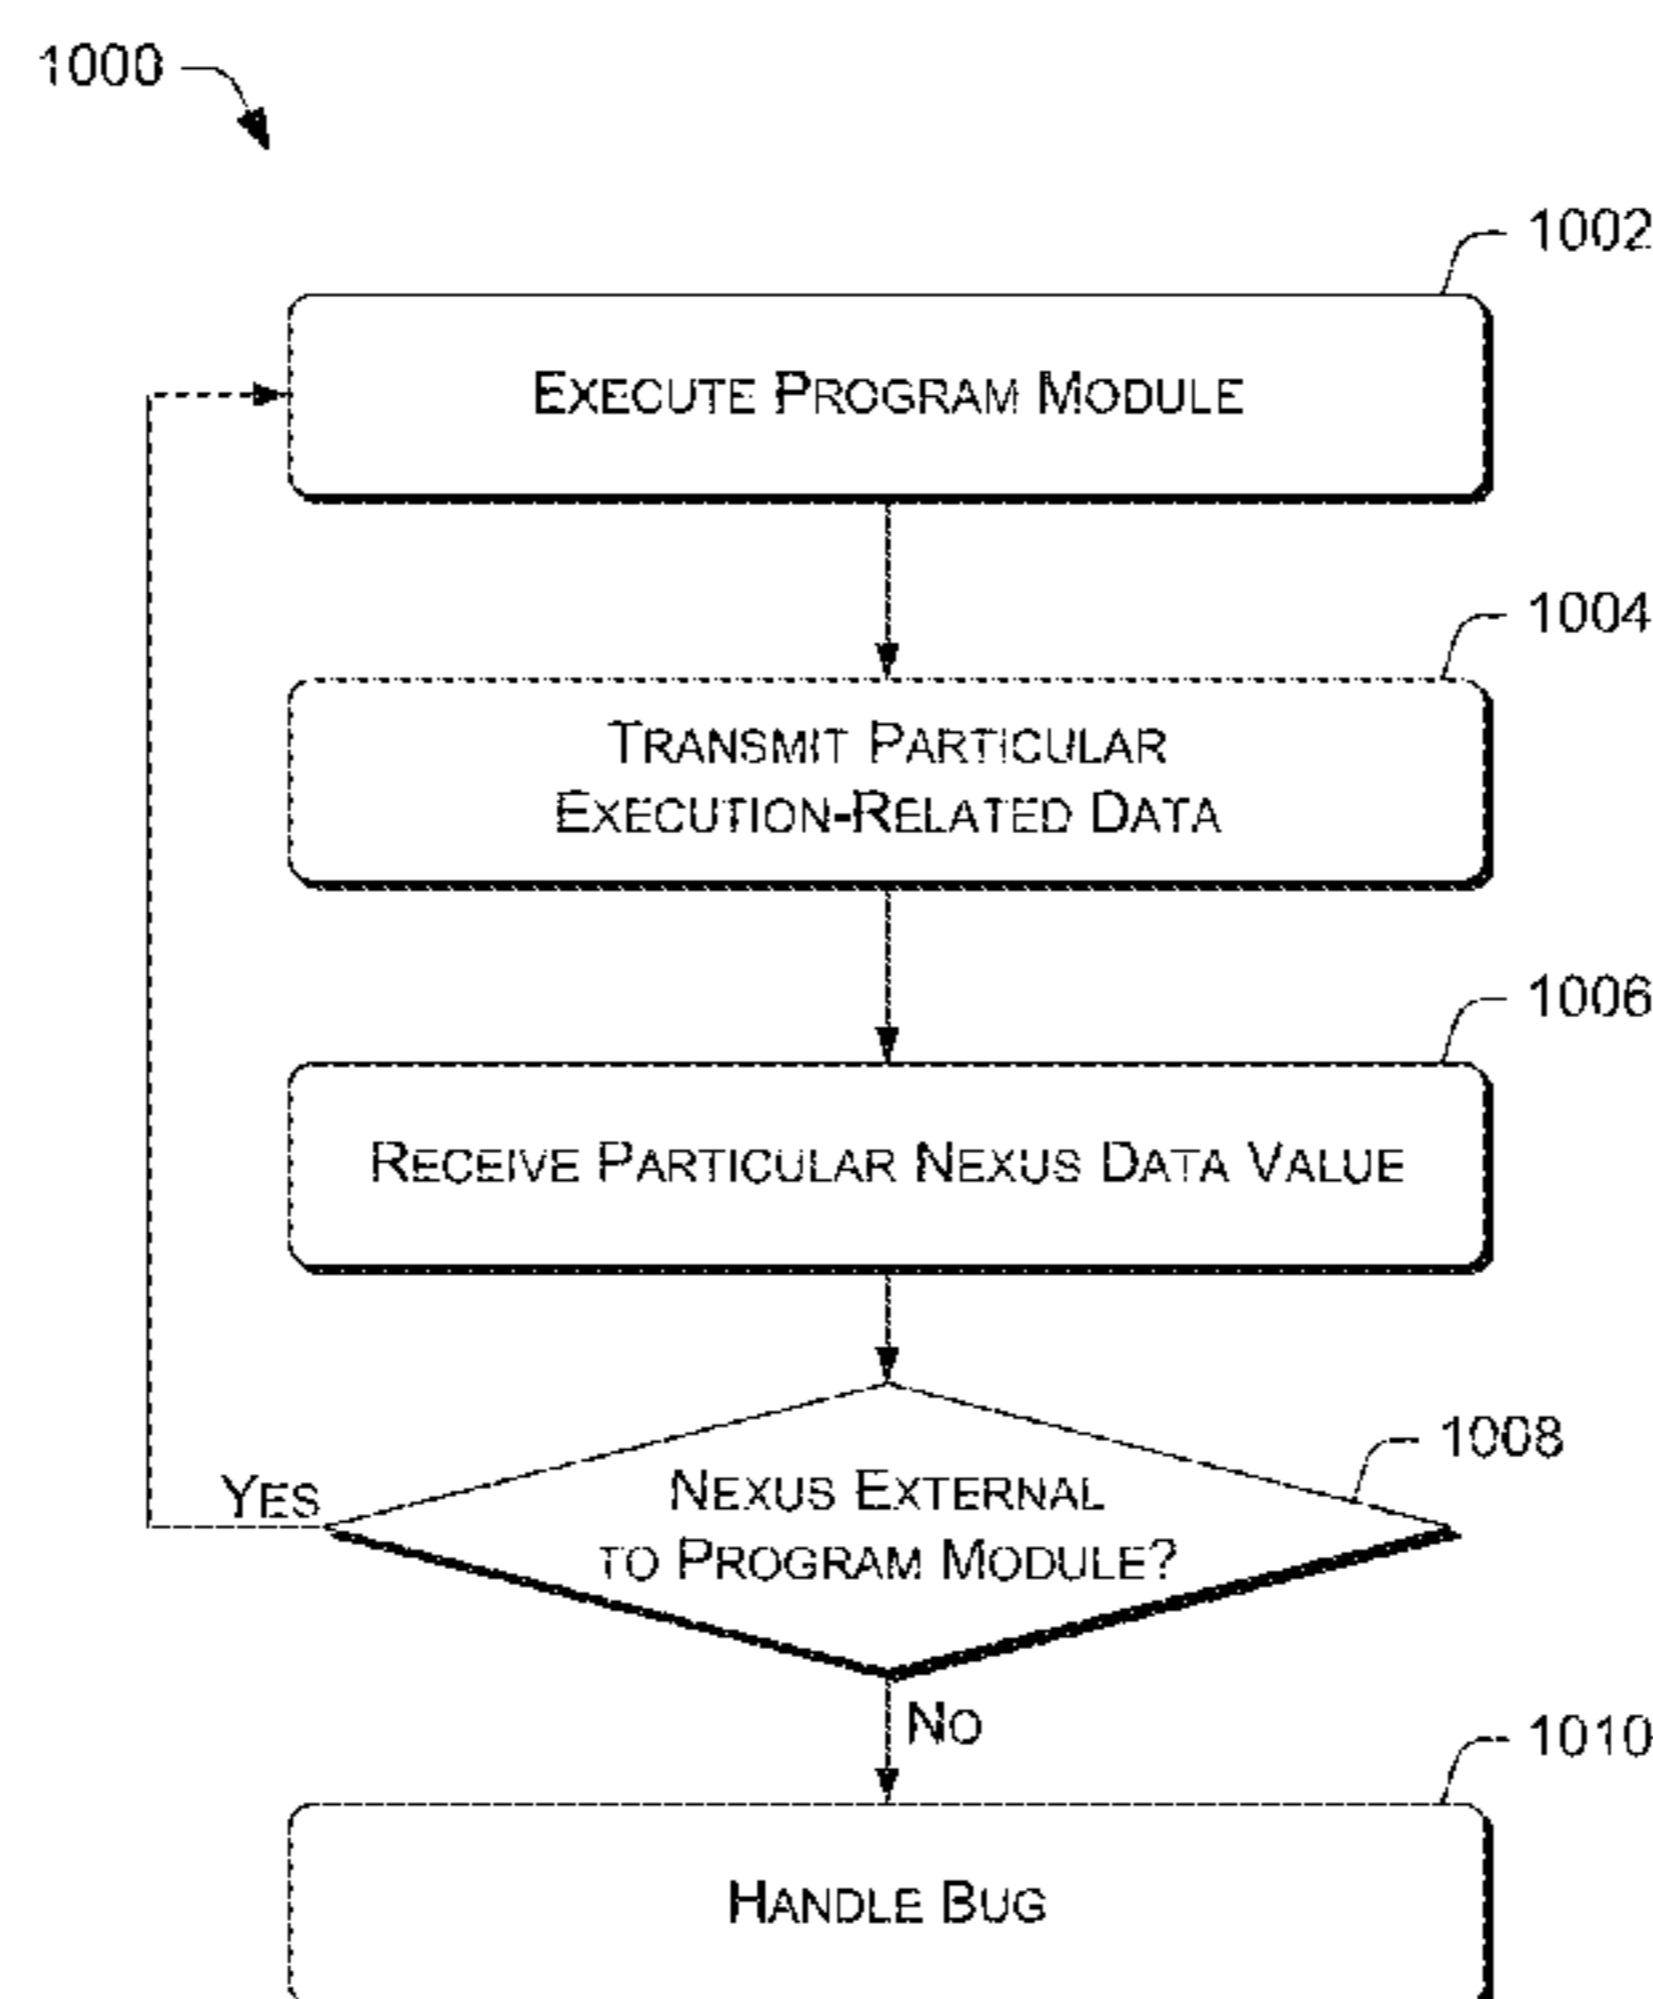 1000
1002
EXECUTE PROGRAM MODULE
1004
TRANSMIT PARTICULAR
EXECUTION-RELATED DATA
1006
RECEIVE PARTICULAR NEXUS DATA VALUE
1008
NEXUS EXTERNAL
TO PROGRAM MODULE?
YES
NO
1010
HANDLE BUG